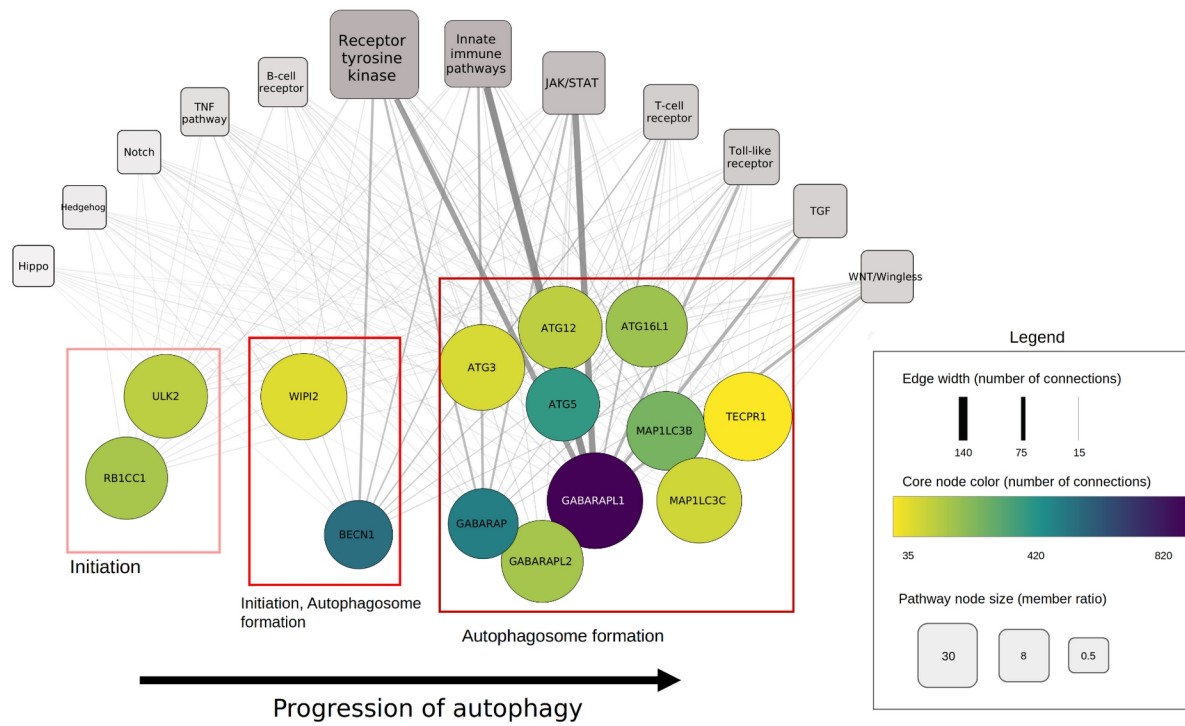 Receptor
tyrosine
kinase
Innate
immune
pathways
JAK/STAT
B-cell
receptor
T-cell
receptor
TNF
pathway
Toll-like
receptor
Notch
TGF
Hedgehog
Hippo
WNT/Wingless
ATG12
ATG16L1
ATG3
ULK2
WIPI2
ATG5
MAP1LC3B
TECPR1
RB1CC1
GABARAPL1
MAP1LC3C
GABARAP
BECN1
GABARAPL2
Initiation
Initiation, Autophagosome
formation
Autophagosome formation
Progression of autophagy
Legend
Edge width (number of connections)
140 75 15
Core node color (number of connections)
35 420 820
Pathway node size (member ratio)
30 8 0.5